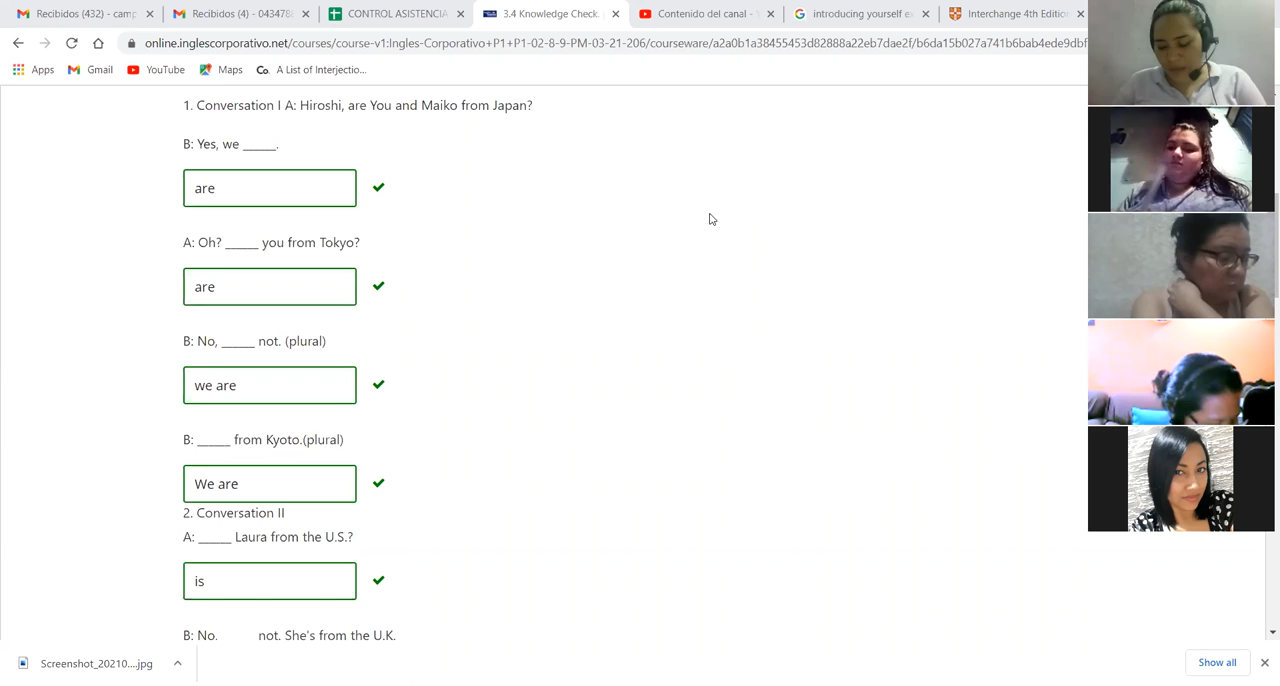 Recibidos (432) - camp
Recibidos (4) - 043478
CONTROL ASISTENCIA
3.4 Knowledge Check
Contenido del canal -
introducing yourself e
Interchange 4th Edition
online.inglescorporativo.net/courses/course-v1:Ingles-Corporativo+P1+P1-02-8-9-PM-03-21-206/courseware/a2a0b1a38455453d82888a22eb7dae2f/b6da15b027a741b6bab4ede9dbf
Apps
Gmail
YouTube
Maps
Co. A List of Interjectio...
1. Conversation I A: Hiroshi, are You and Maiko from Japan?
B: Yes, we ______.
are
A: Oh? _____ you from Tokyo?
are
B: No, _____ not. (plural)
we are
B: _____ from Kyoto.(plural)
We are
2. Conversation II
A: _____ Laura from the U.S.?
is
B: No. not. She's from the U.K.
Screenshot_20210....jpg
Show all